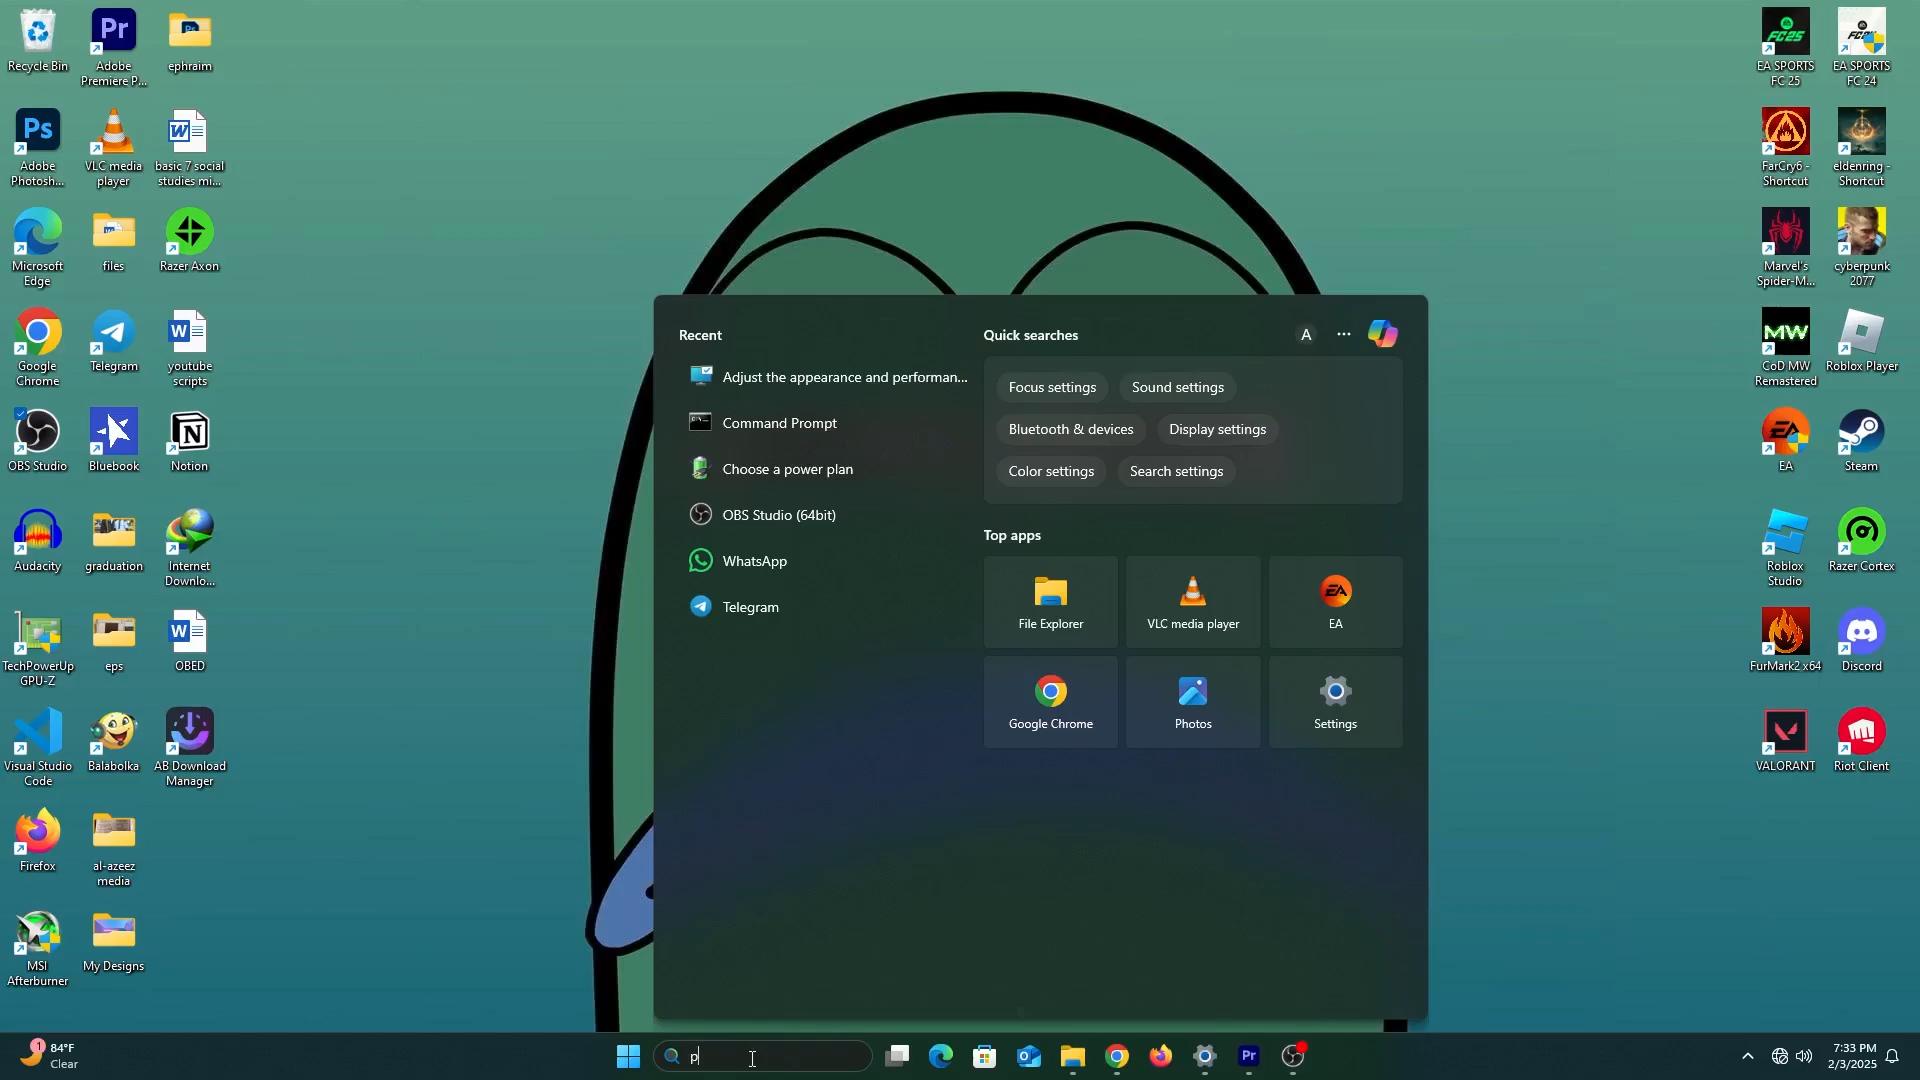 Recycle Bin
Adobe
Premiere P...
ephraim
Adobe
Photosh...
VLC media
player
basic 7 social
studies mi...
Microsoft
Edge
files
Razer Axon
Google
Chrome
Telegram
youtube
scripts
OBS Studio
Bluebook
Notion
Audacity
graduation
Internet
Downlo...
TechPowerUp
GPU-Z
eps
OBED
Visual Studio
Code
Balabolka
AB Download
Manager
Firefox
al-azeez
media
MSI
Afterburner
My Designs
EA SPORTS
FC 25
EA SPORTS
FC 24
FarCry6 -
Shortcut
eldenring -
Shortcut
Marvel's
Spider-M...
cyberpunk
2077
CoD MW
Remastered
Roblox Player
EA
Steam
Roblox
Studio
Razer Cortex
FurMark2 x64
Discord
VALORANT
Riot Client
Recent
Adjust the appearance and performan...
Command Prompt
Choose a power plan
OBS Studio (64bit)
WhatsApp
Telegram
Quick searches
A
Focus settings
Sound settings
Bluetooth & devices
Display settings
Color settings
Search settings
Top apps
File Explorer
VLC media player
EA
Google Chrome
Photos
Settings
1
84°F
Clear
p
Pr
7:33 PM
2/3/2025